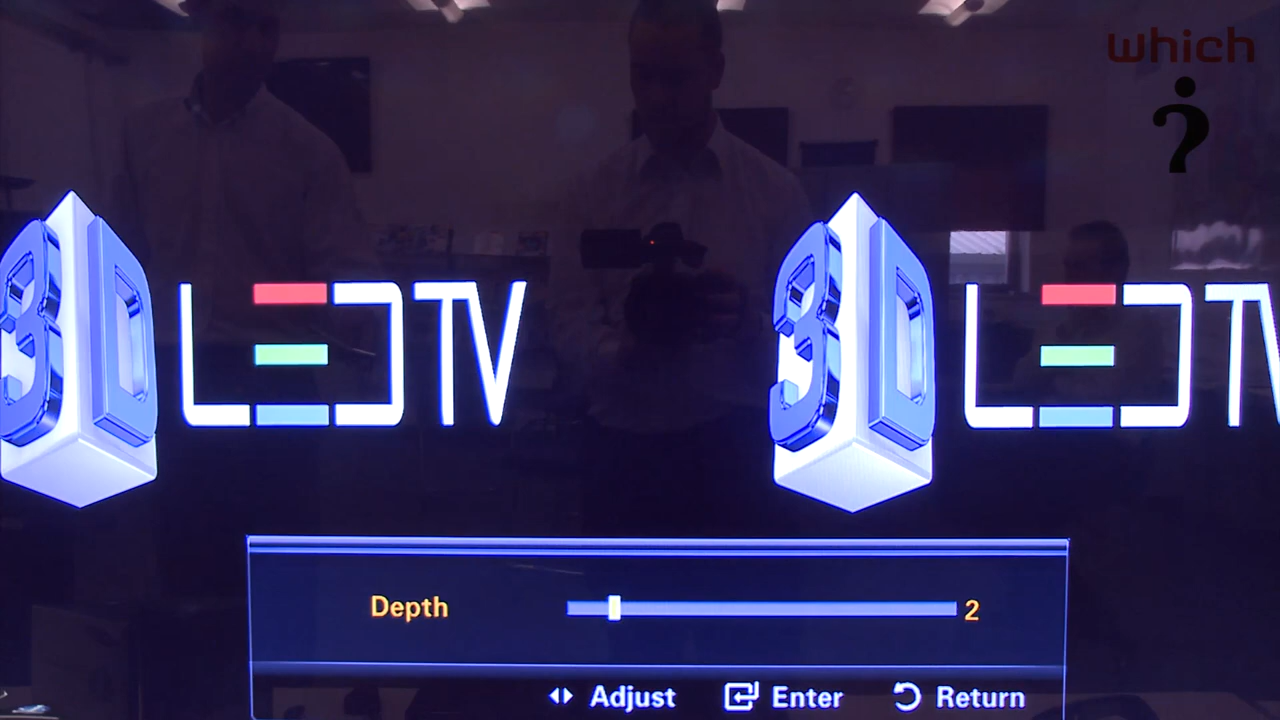 which
?
3D LED TV
3D LED TV
Depth 2
Adjust Enter Return